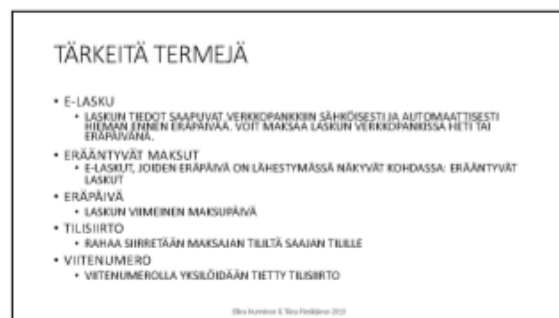 TÄRKEITÄ TERMEJÄ
• E-LASKU
• LASKUN TIEDOT SAAPUVAT VERKKOPANKKIIN SÄHKÖISESTI JA AUTOMAATTISESTI
HIEMAN ENNEN ERÄPÄIVÄÄ. VOIT MAKSAA LASKUN VERKKOPANKISSA HETI TAI
ERÄPÄIVÄNÄ.
• ERÄÄNTYVÄT MAKSUT
• E-LASKUT, JOIDEN ERÄPÄIVÄ ON LÄHESTYMÄSSÄ NÄKYVÄT KOHDASSA: ERÄÄNTYVÄT
LASKUT
• ERÄPÄIVÄ
• LASKUN VIIMEINEN MAKSUPÄIVÄ
• TILISIIRTO
• RAHAA SIIRRETÄÄN MAKSAJAN TILILTÄ SAAJAN TILILLE
• VIITENUMERO
• VIITENUMEROLLA YKSILÖIDÄÄN TIETTY TILISIIRTO